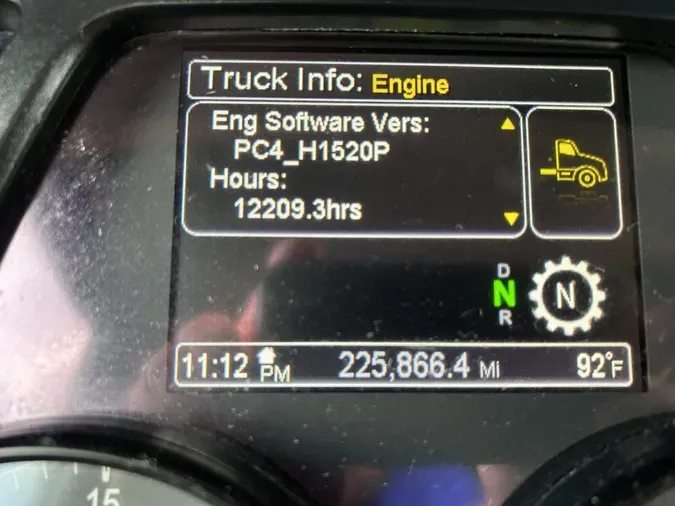 Truck Info: Engine
Eng Software Vers:
PC4_H1520P
Hours:
12209.3hrs
D
N
R
N
11:12 PM 225,866.4 Mi 92°F
15